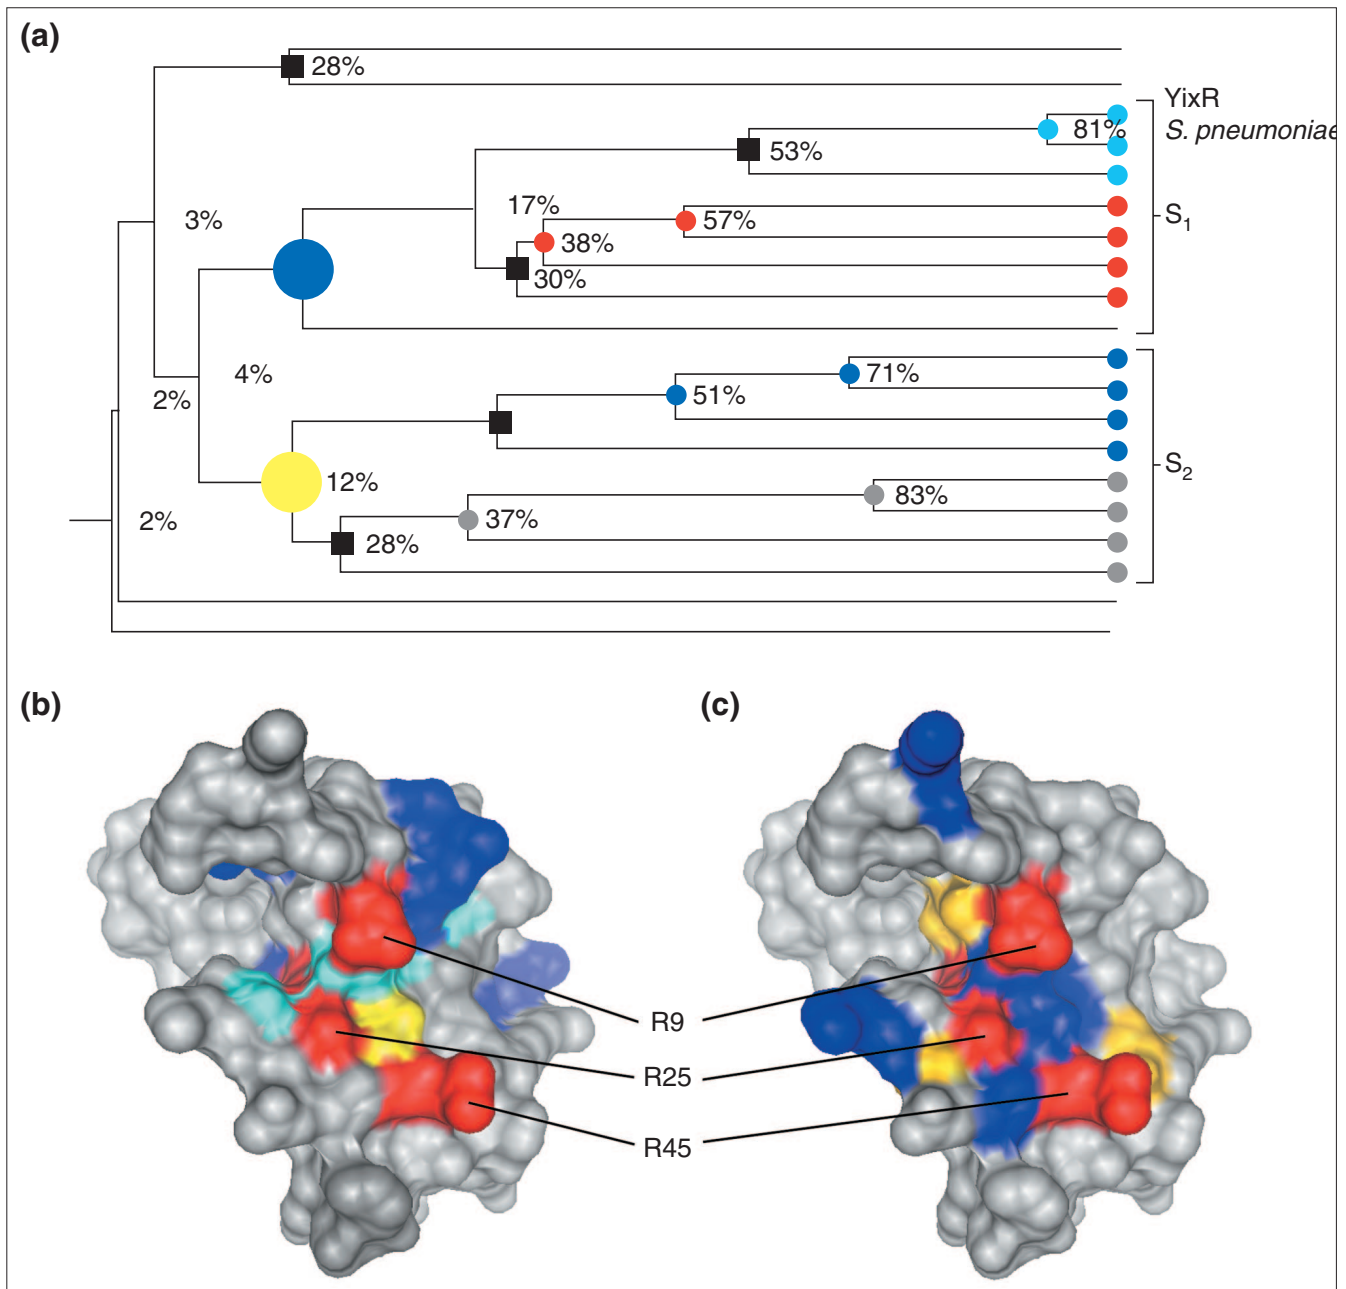 (a)
28%
YixR
81%
S. pneumoniae
53%
17%
3%
57%
S1
38%
30%
71%
4%
51%
2%
S2
12%
83%
2%
37%
28%
(b)
(c)
R9
R25
R45